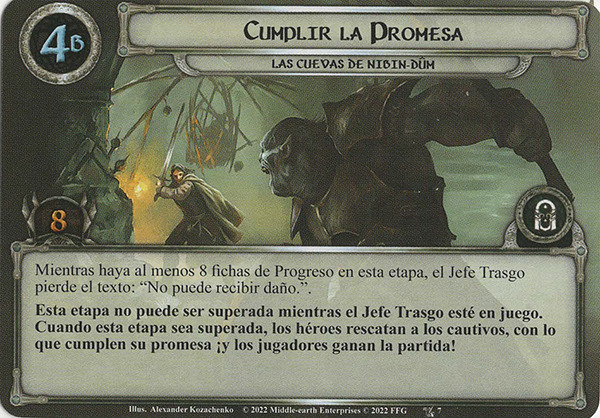 4B
CUMPLIR LA PROMESA
LAS CUEVAS DE NIBIN-DÛM
8
Mientras haya al menos 8 fichas de Progreso en esta etapa, el Jefe Trasgo
pierde el texto: “No puede recibir daño.”.
Esta etapa no puede ser superada mientras el Jefe Trasgo esté en juego.
Cuando esta etapa sea superada, los héroes rescatan a los cautivos, con lo
que cumplen su promesa ¡y los jugadores ganan la partida!
Illus. Alexander Kozachenko © 2022 Middle-earth Enterprises © 2022 FFG 7